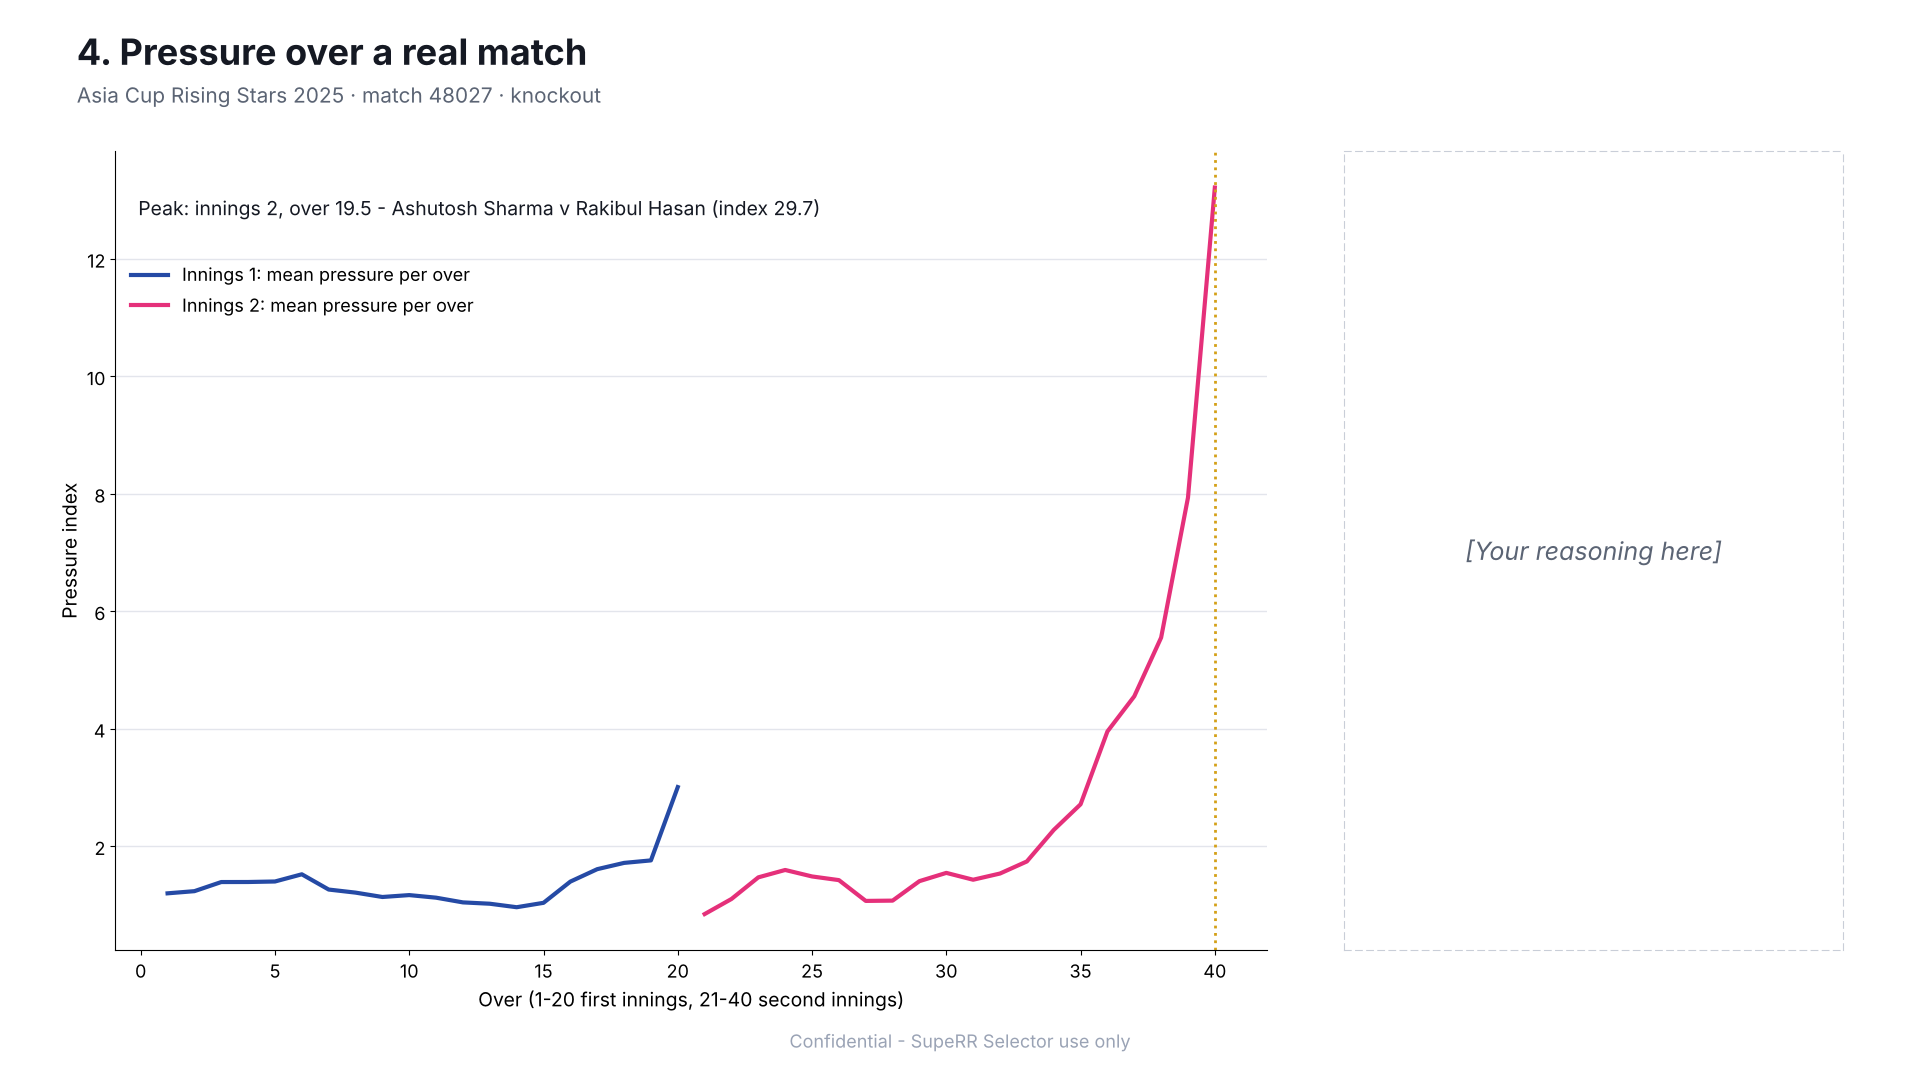 4. Pressure over a real match
Asia Cup Rising Stars 2025 · match 48027 · knockout
Peak: innings 2, over 19.5 - Ashutosh Sharma v Rakibul Hasan (index 29.7)
Innings 1: mean pressure per over
Innings 2: mean pressure per over
12
10
8
6
4
2
Pressure index
0 5 10 15 20 25 30 35 40
Over (1-20 first innings, 21-40 second innings)
[Your reasoning here]
Confidential - SupeRR Selector use only